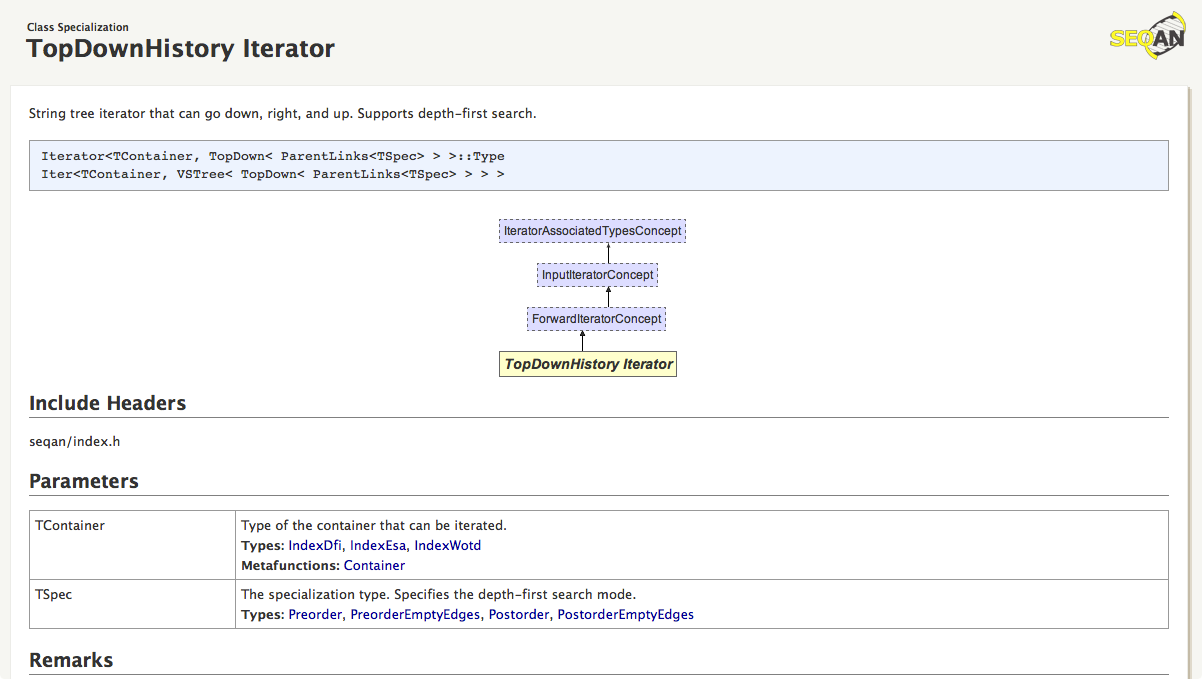 Class Specialization
TopDownHistory Iterator
SEQAN
String tree iterator that can go down, right, and up. Supports depth-first search.
Iterator<TContainer, TopDown< ParentLinks<TSpec> > >::Type
Iter<TContainer, VSTree< TopDown< ParentLinks<TSpec> > > >
IteratorAssociatedTypesConcept
InputIteratorConcept
ForwardIteratorConcept
TopDownHistory Iterator
Include Headers
seqan/index.h
Parameters
TContainer
Type of the container that can be iterated.
Types: IndexDfi, IndexEsa, IndexWotd
Metafunctions: Container
TSpec
The specialization type. Specifies the depth-first search mode.
Types: Preorder, PreorderEmptyEdges, Postorder, PostorderEmptyEdges
Remarks